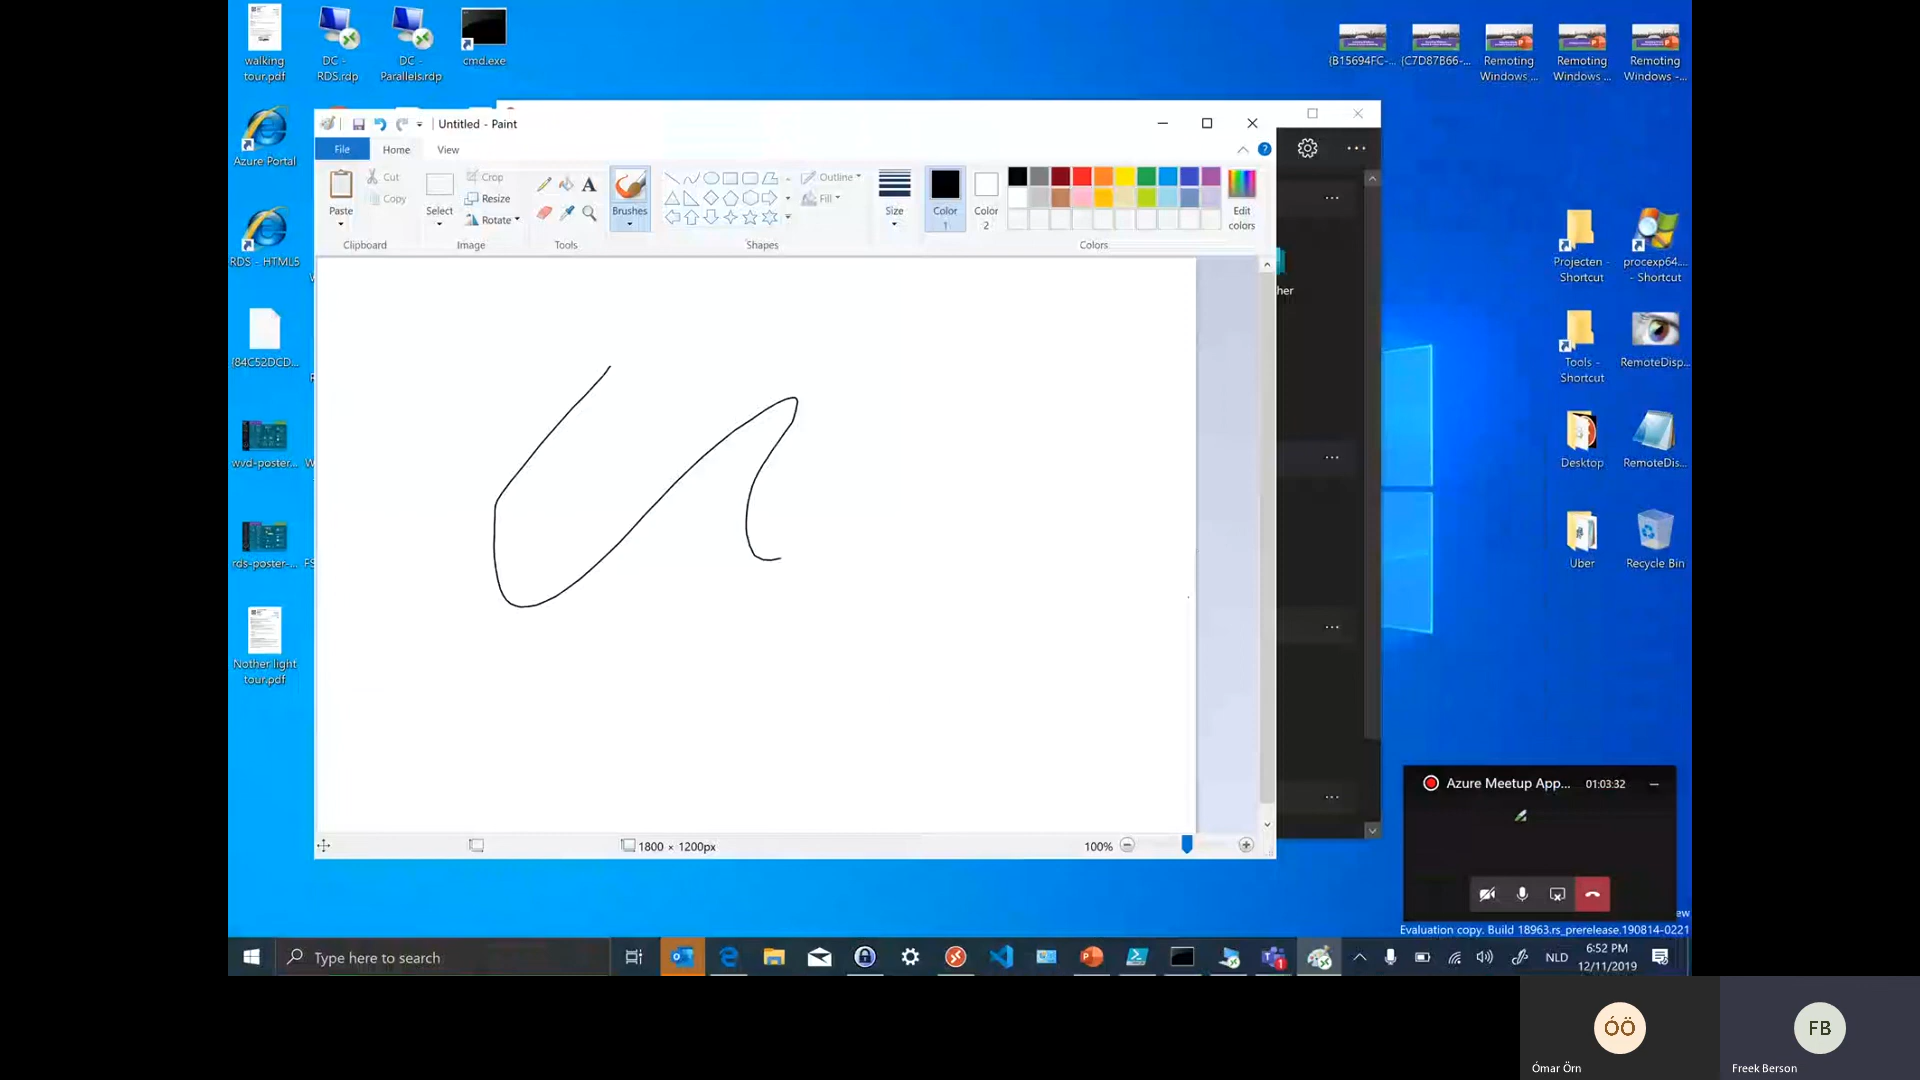 walking
tour.pdf
DC -
RDS.rdp
DC -
Parallels.rdp
cmd.exe
{B15694FC-...
{C7D87B66-...
Remoting
Windows ...
Remoting
Windows ...
Remoting
Windows -...
Azure Portal
RDS - HTML5
{84C52DCD...
wvd-poster...
rds-poster-...
Nother light
tour.pdf
Untitled - Paint
File
Home
View
Paste
Cut
Copy
Clipboard
Select
Crop
Resize
Rotate
Image
Tools
Brushes
Shapes
Outline
Fill
Size
Color
1
Color
2
Edit
colors
Colors
her
1800 × 1200px
100%
Projecten -
Shortcut
procexp64....
- Shortcut
Tools -
Shortcut
RemoteDisp...
Desktop
RemoteDis...
Uber
Recycle Bin
Azure Meetup App...
01:03:32
ew
Evaluation copy. Build 18963.rs_prerelease.190814-0221
Type here to search
NLD
6:52 PM
12/11/2019
ÓÖ
Ómar Örn
FB
Freek Berson